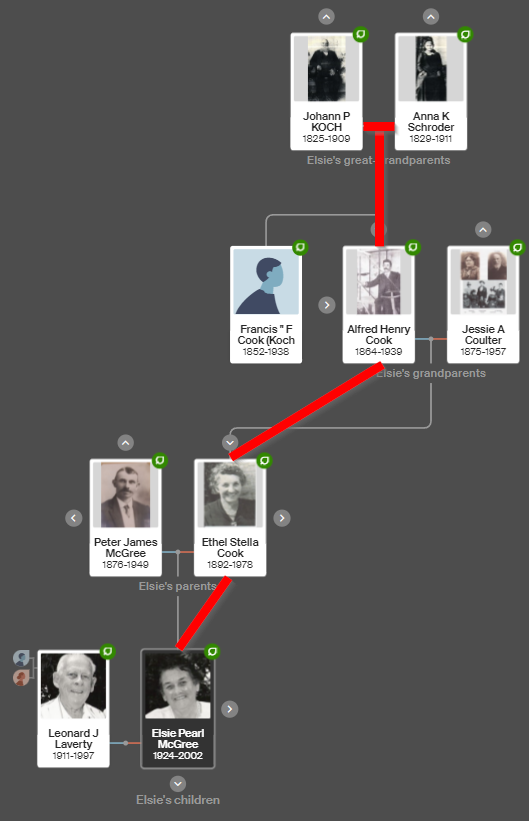 Johann P
KOCH
1825-1909
Anna K
Schroder
1829-1911
Elsie's great-grandparents
Francis " F
Cook (Koch
1852-1938
Alfred Henry
Cook
1864-1939
Jessie A
Coulter
1875-1957
Elsie's grandparents
Peter James
McGree
1876-1949
Ethel Stella
Cook
1892-1978
Elsie's parents
Leonard J
Laverty
1911-1997
Elsie Pearl
McGree
1924-2002
Elsie's children